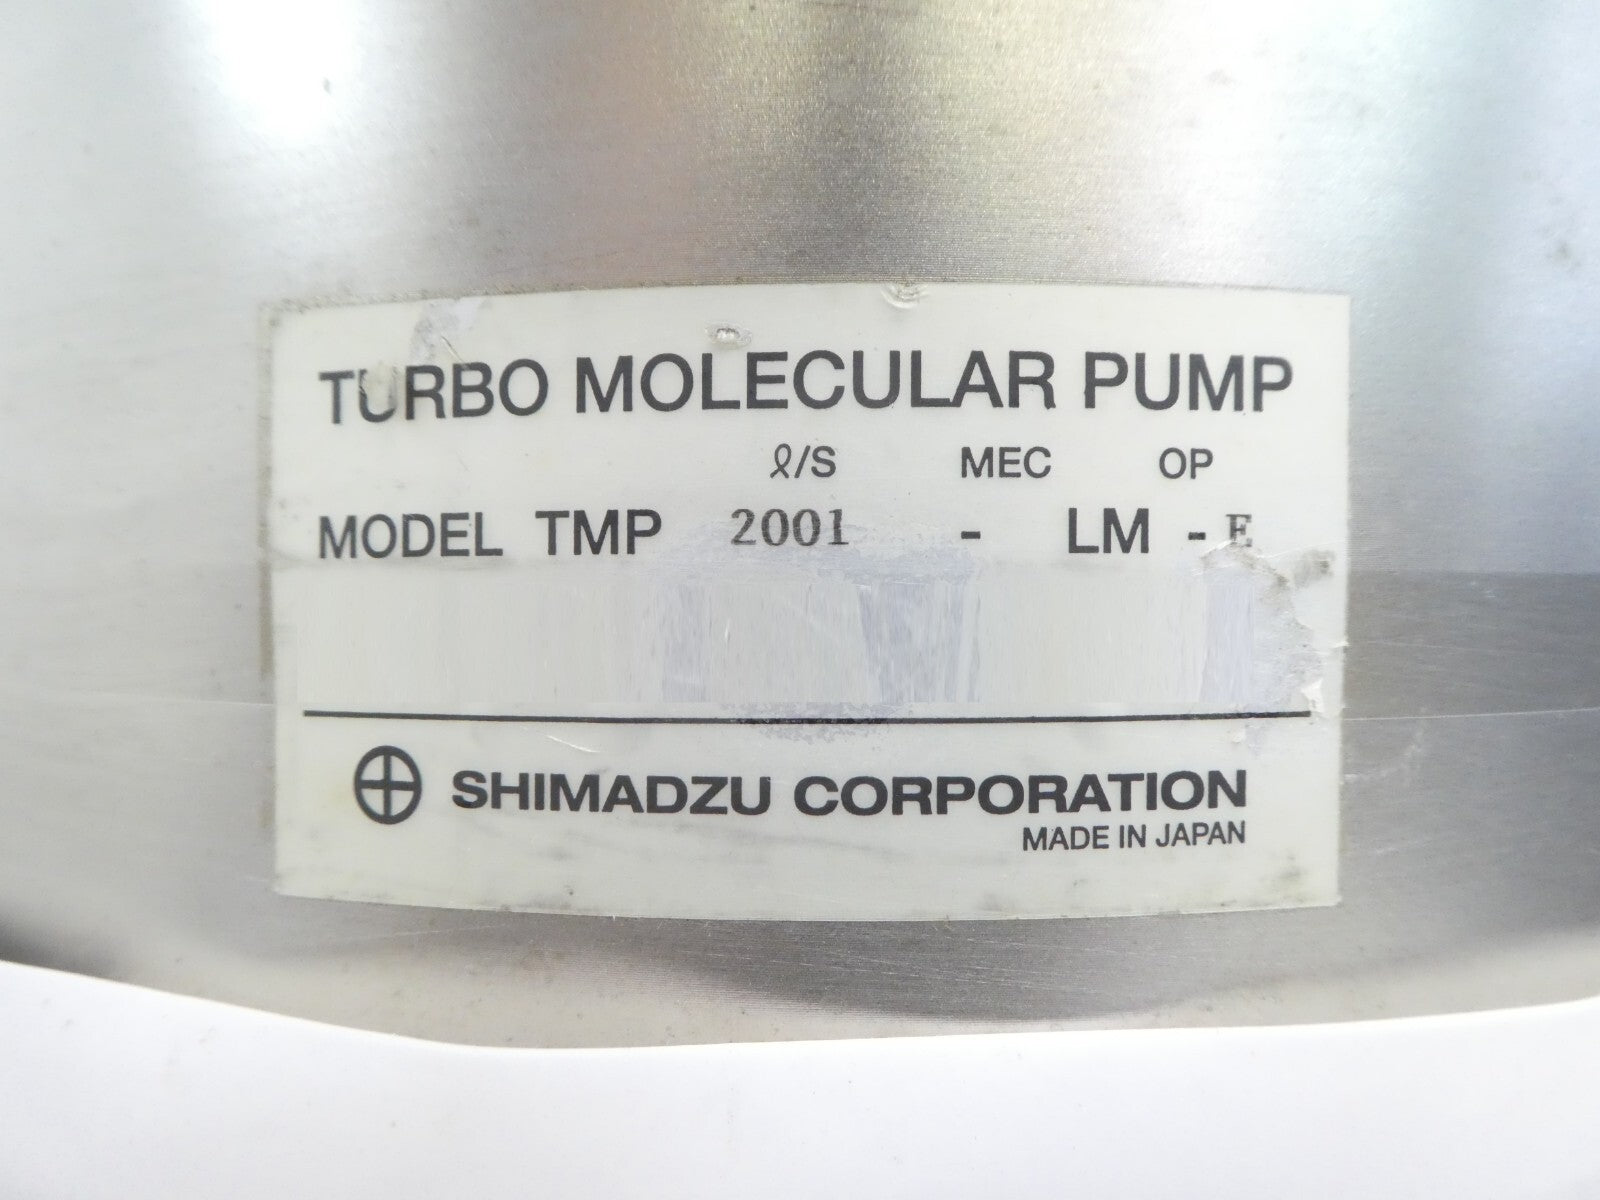 TURBO MOLECULAR PUMP
ℓ/S MEC OP
MODEL TMP 2001 - LM - E
SHIMADZU CORPORATION
MADE IN JAPAN